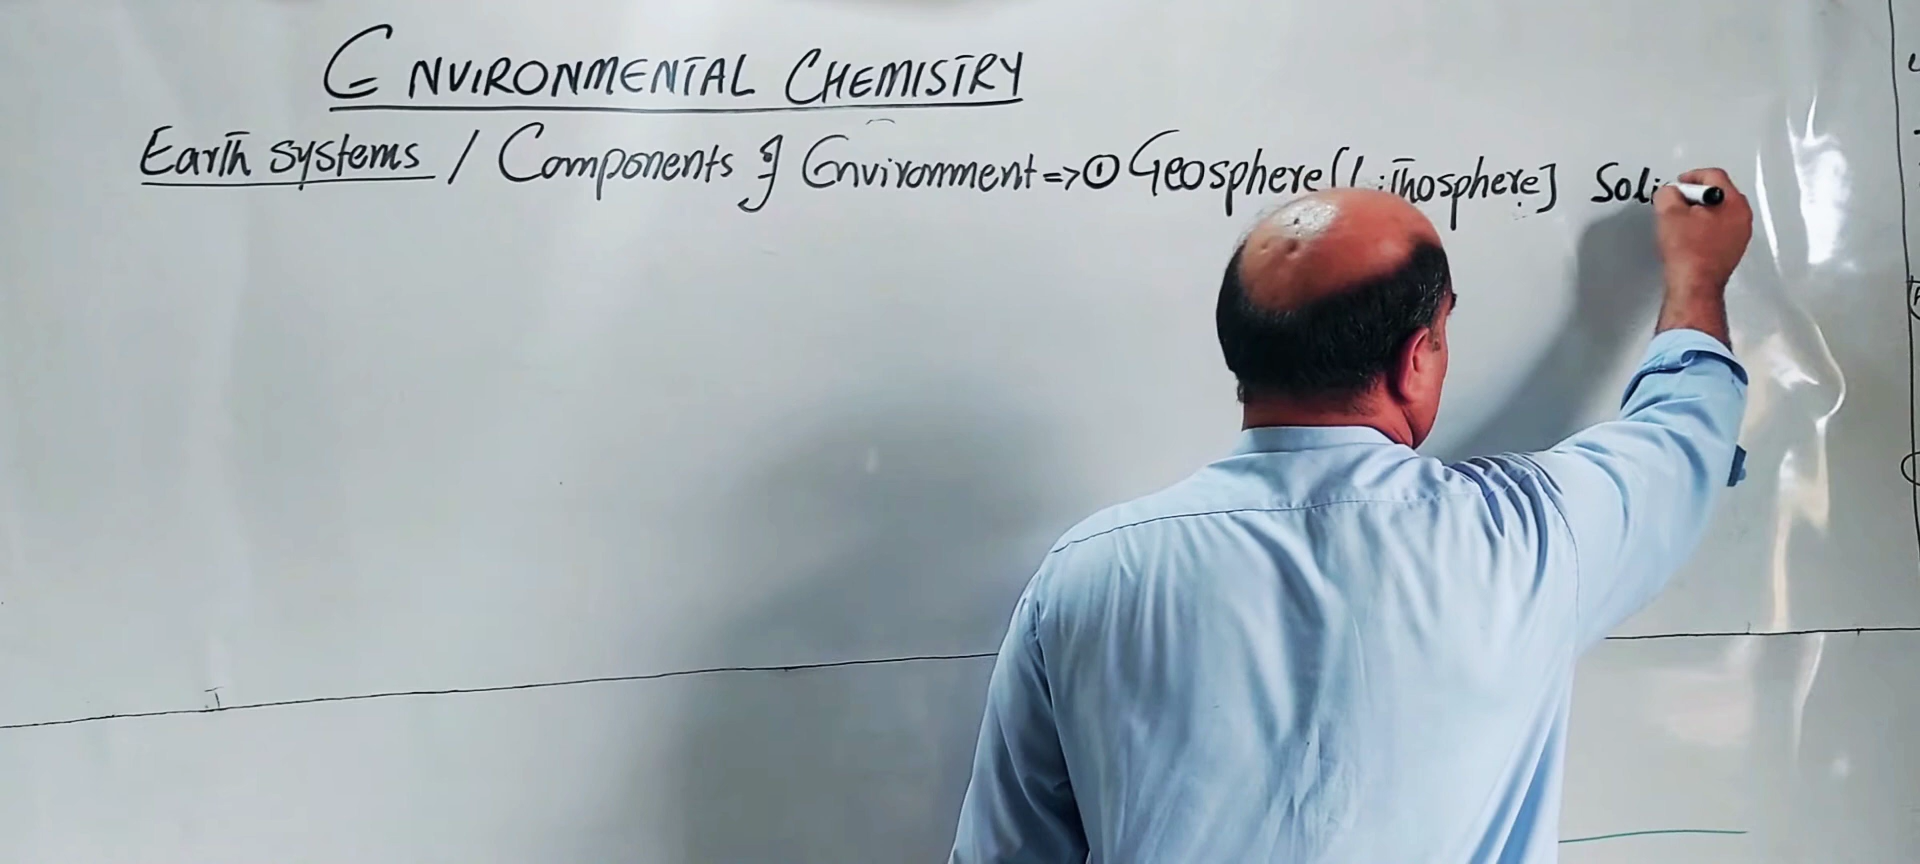 ENVIRONMENTAL CHEMISTRY
Earth systems / Components of Environment => ① Geosphere [Lithosphere] Soli